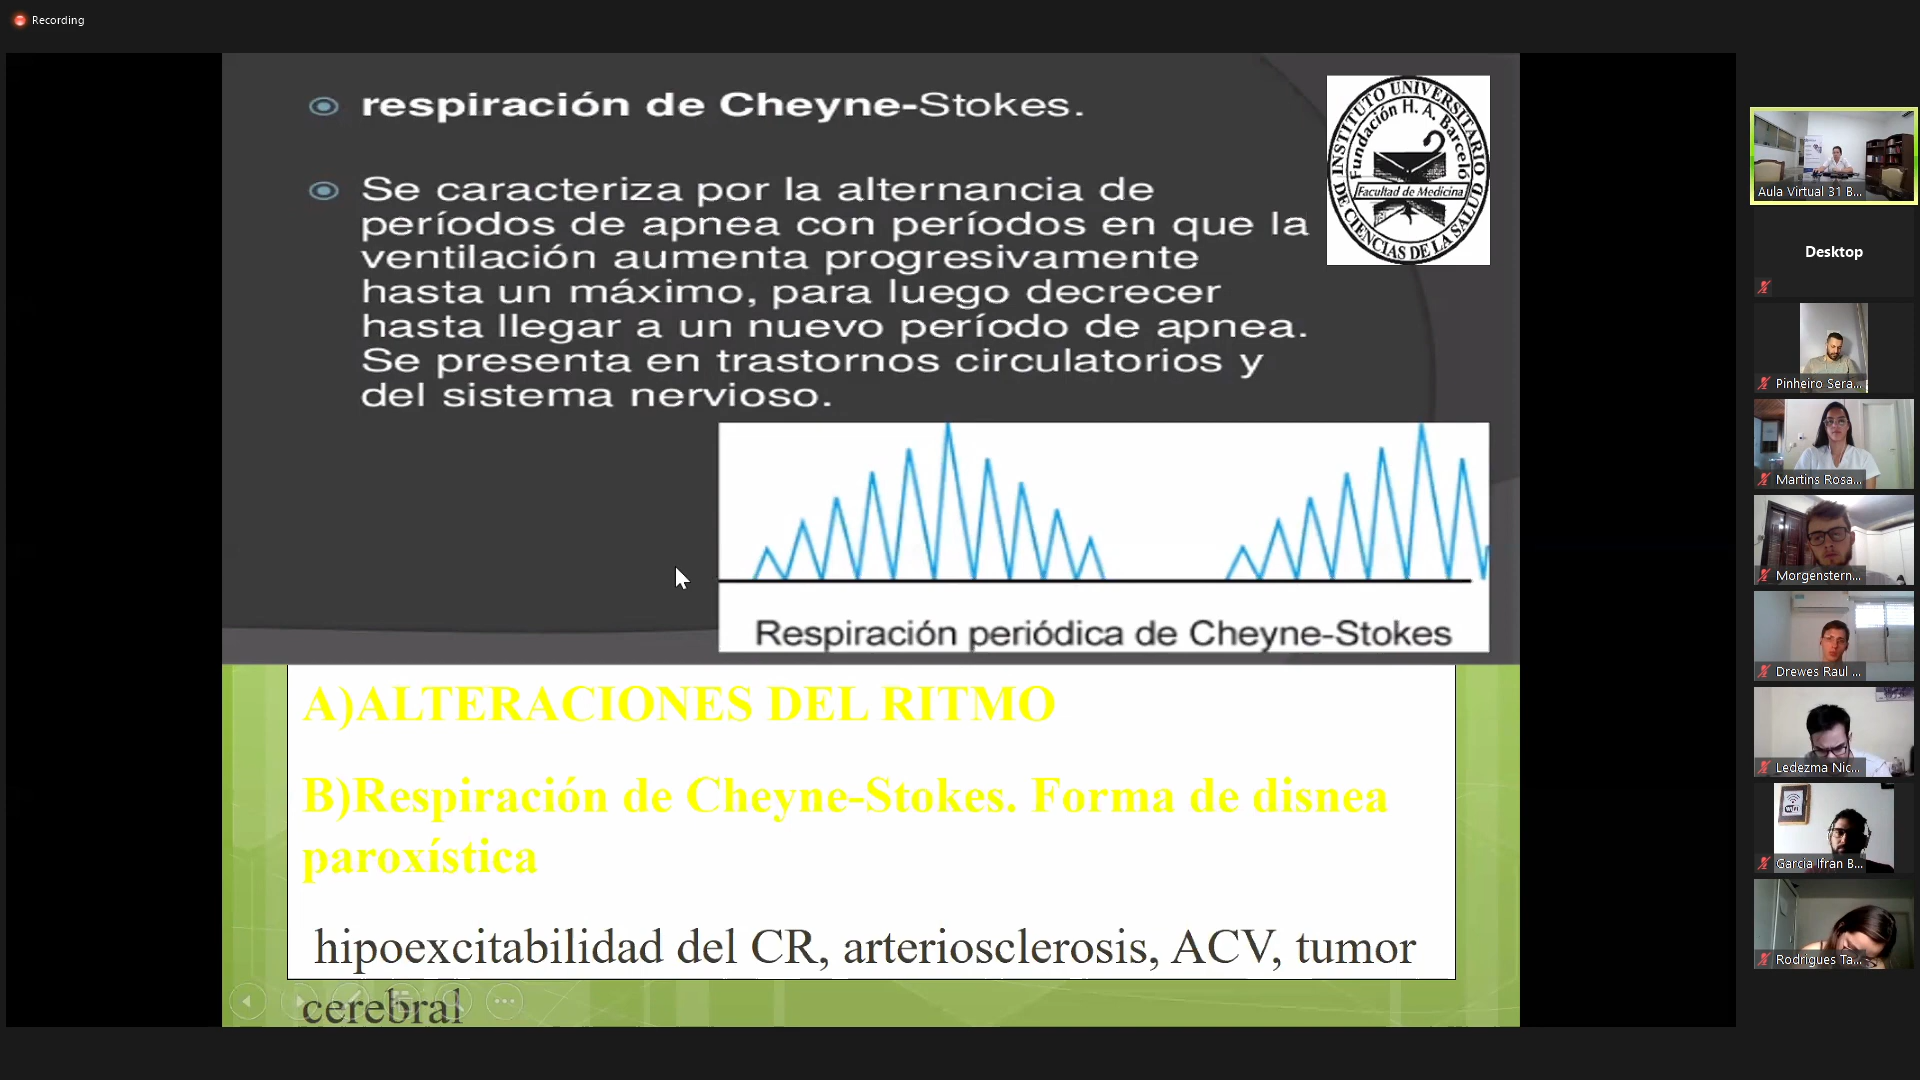 Recording
respiración de Cheyne-Stokes.
Se caracteriza por la alternancia de
períodos de apnea con períodos en que la
ventilación aumenta progresivamente
hasta un máximo, para luego decrecer
hasta llegar a un nuevo período de apnea.
Se presenta en trastornos circulatorios y
del sistema nervioso.
INSTITUTO UNIVERSITARIO
DE CIENCIAS DE LA SALUD
Fundación H. A. Barceló
Facultad de Medicina
Respiración periódica de Cheyne-Stokes
A)ALTERACIONES DEL RITMO
B)Respiración de Cheyne-Stokes. Forma de disnea
paroxística
hipoexcitabilidad del CR, arteriosclerosis, ACV, tumor
cerebral
Aula Virtual 31 B...
Desktop
Pinheiro Sera...
Martins Rosa...
Morgenstern...
Drewes Raul ...
Ledezma Nic...
Garcia Ifran B...
Rodrigues Ta...